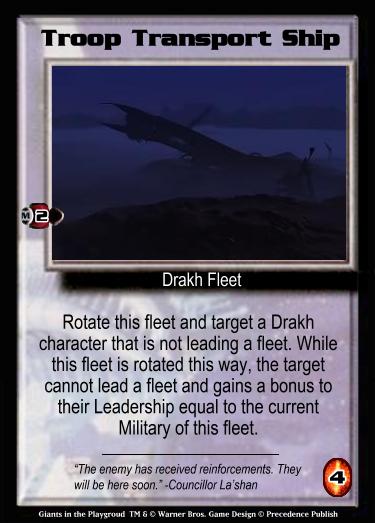 Troop Transport Ship
M 2
Drakh Fleet
Rotate this fleet and target a Drakh
character that is not leading a fleet. While
this fleet is rotated this way, the target
cannot lead a fleet and gains a bonus to
their Leadership equal to the current
Military of this fleet.
"The enemy has received reinforcements. They
will be here soon." -Councillor La'shan
4
Giants in the Playgroud TM & © Warner Bros. Game Design © Precedence Publish